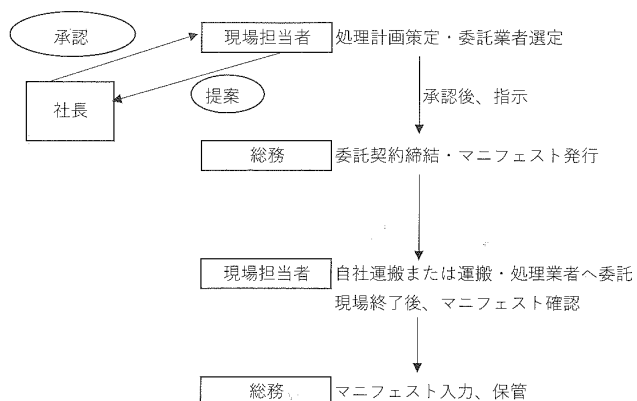 承認
現場担当者 処理計画策定・委託業者選定
提案
社長
承認後、指示
総務 委託契約締結・マニフェスト発行
現場担当者 自社運搬または運搬・処理業者へ委託
現場終了後、マニフェスト確認
総務 マニフェスト入力、保管